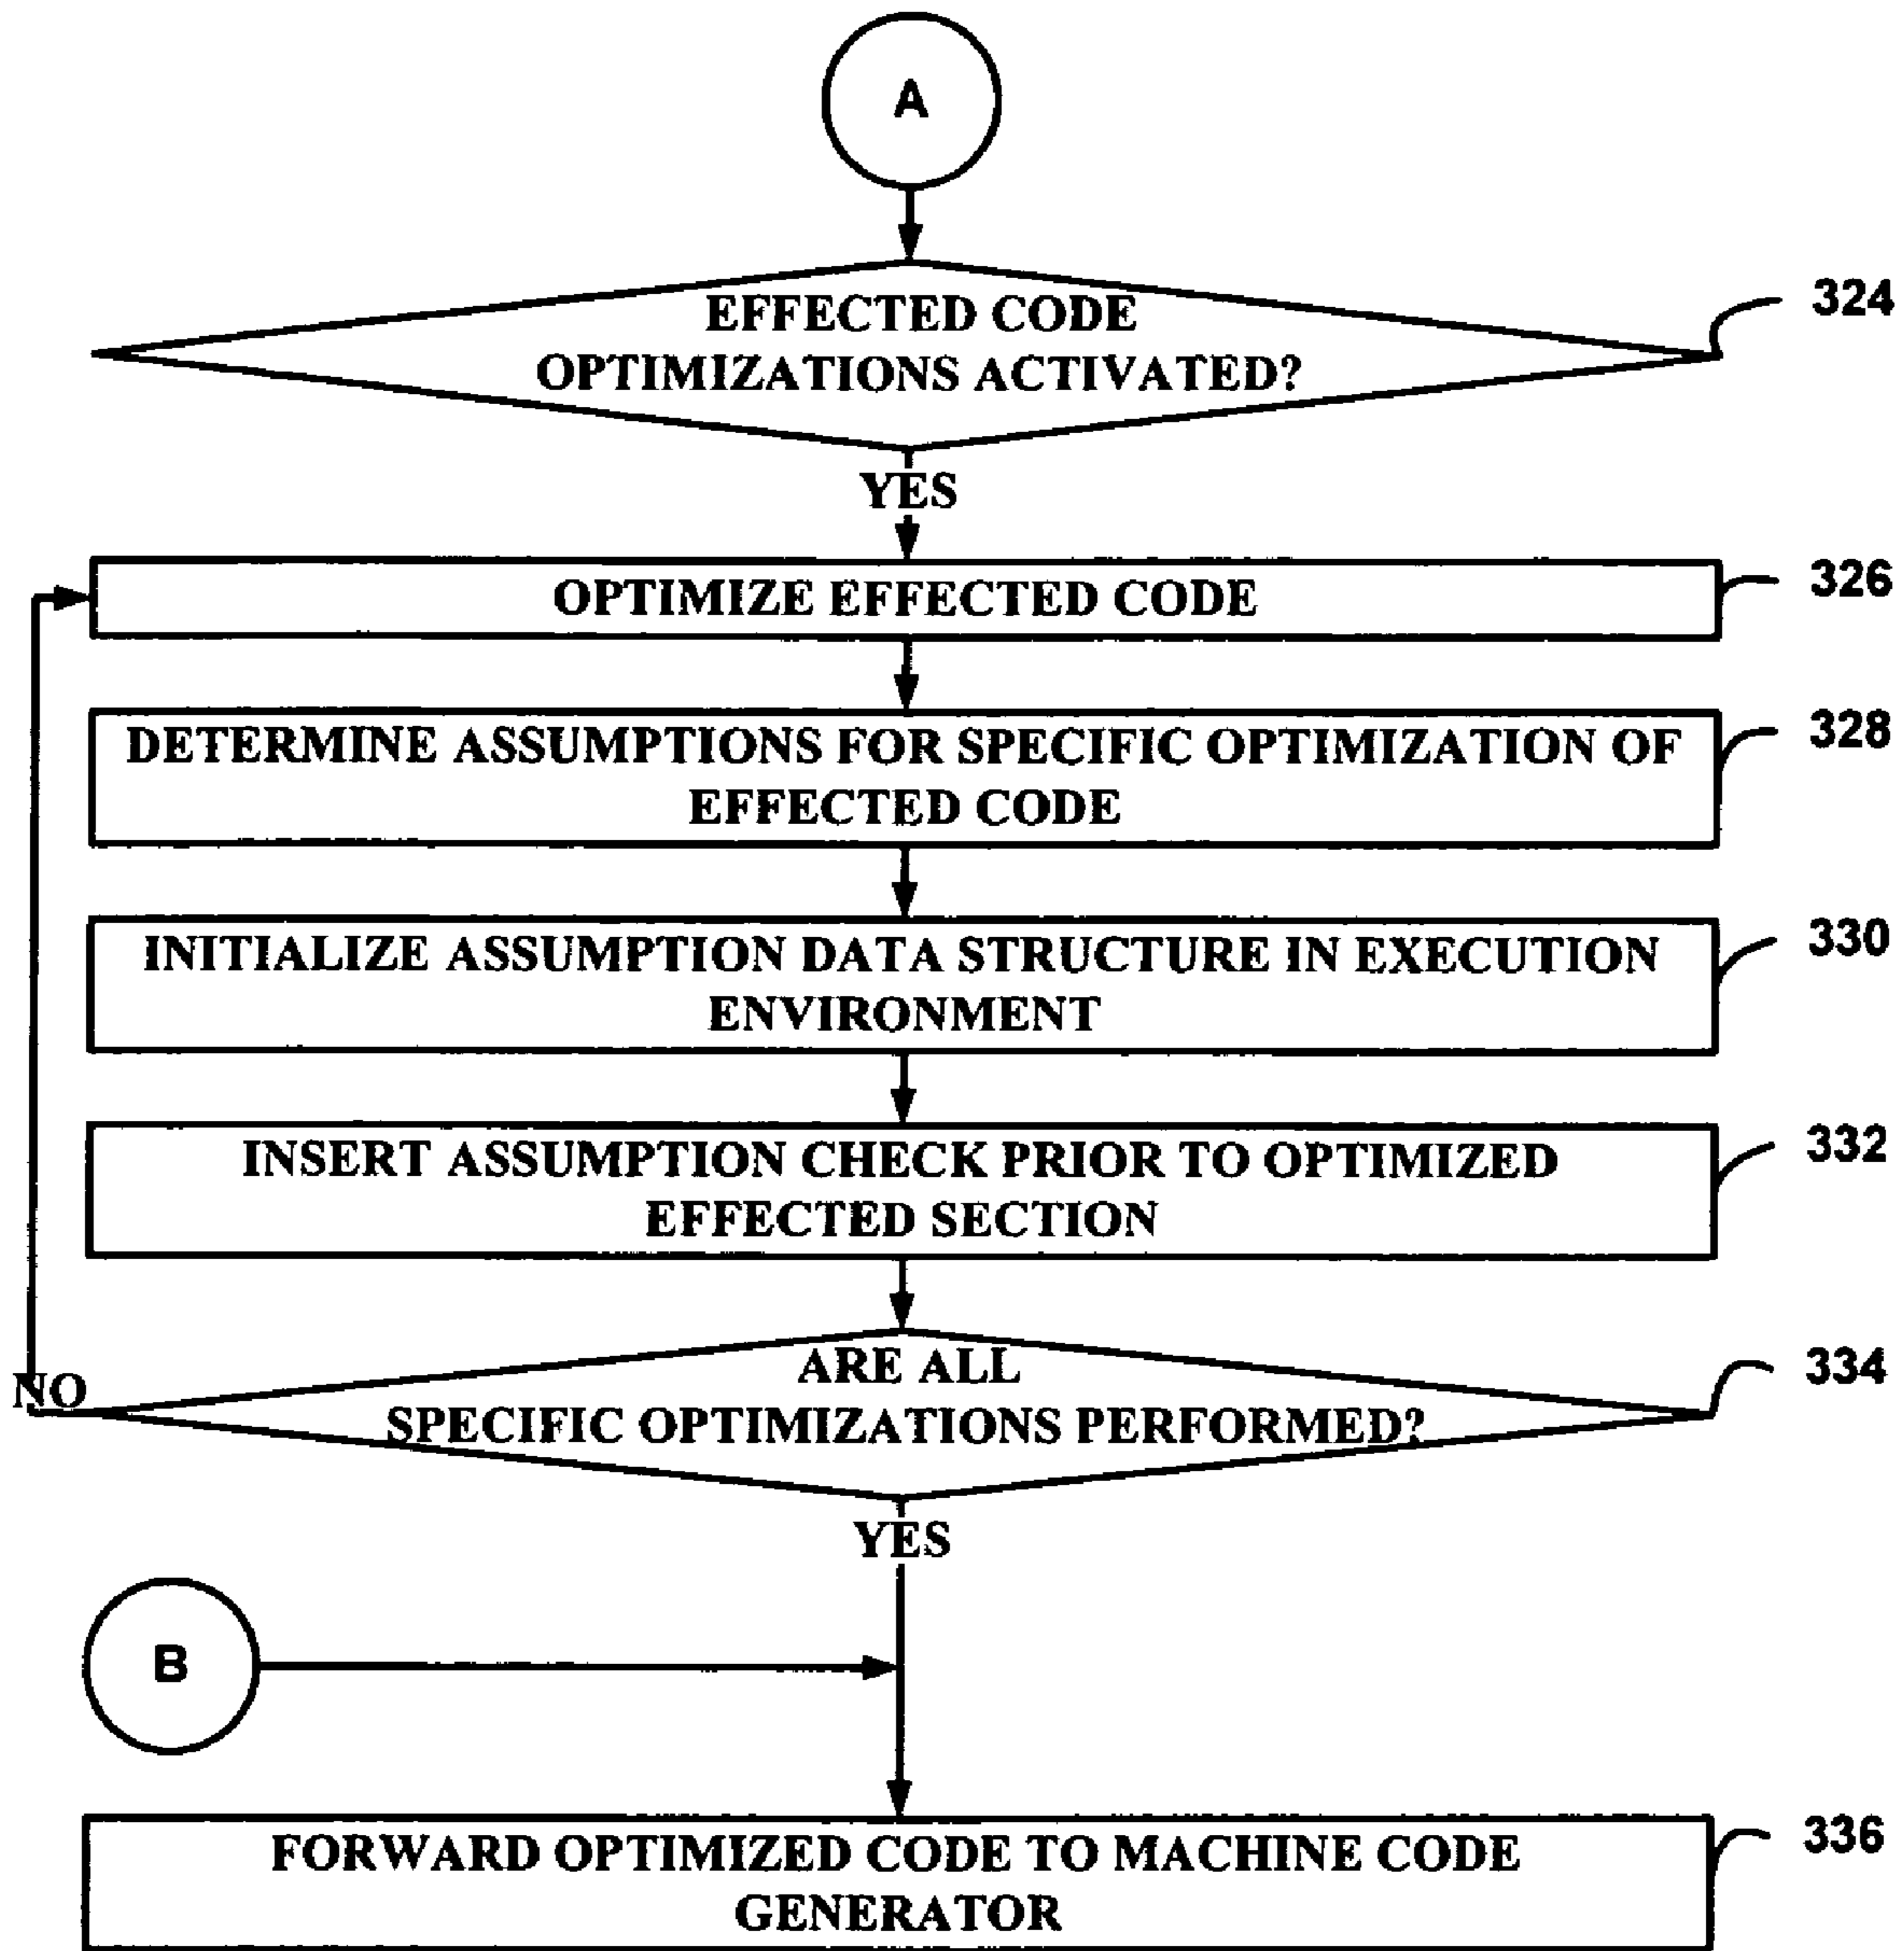 A
EFFECTED CODE
OPTIMIZATIONS ACTIVATED?
324
YES
OPTIMIZE EFFECTED CODE
326
DETERMINE ASSUMPTIONS FOR SPECIFIC OPTIMIZATION OF
EFFECTED CODE
328
INITIALIZE ASSUMPTION DATA STRUCTURE IN EXECUTION
ENVIRONMENT
330
INSERT ASSUMPTION CHECK PRIOR TO OPTIMIZED
EFFECTED SECTION
332
ARE ALL
SPECIFIC OPTIMIZATIONS PERFORMED?
334
NO
YES
B
FORWARD OPTIMIZED CODE TO MACHINE CODE
GENERATOR
336